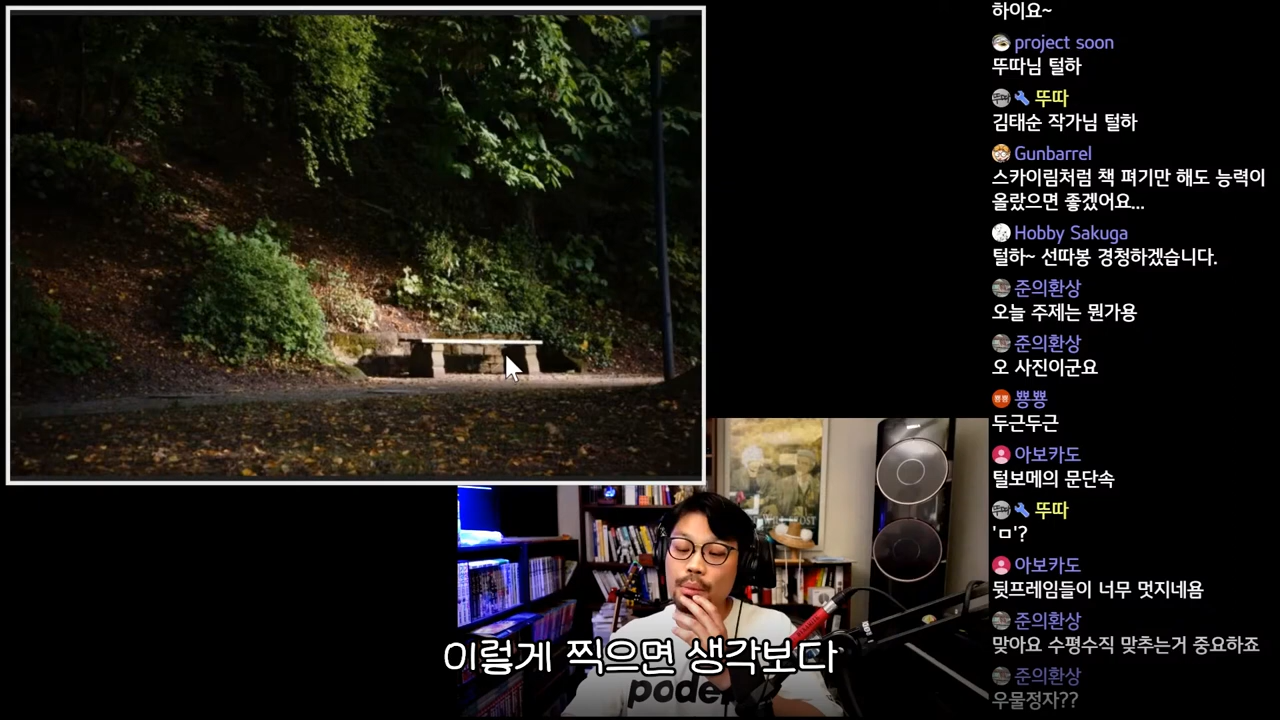 하이요~
project soon
뚜따님 털하
뚜따
김태순 작가님 털하
Gunbarrel
스카이림처럼 책 펴기만 해도 능력이
올랐으면 좋겠어요...
Hobby Sakuga
털하~ 선따봉 경청하겠습니다.
준의환상
오늘 주제는 뭔가용
준의환상
오 사진이군요
뽕뽕
두근두근
아보카도
털보메의 문단속
뚜따
'ㅁ'?
아보카도
뒷프레임들이 너무 멋지네욤
준의환상
맞아요 수평수직 맞추는거 중요하죠
준의환상
우물정자??
이렇게 찍으면 생각보다